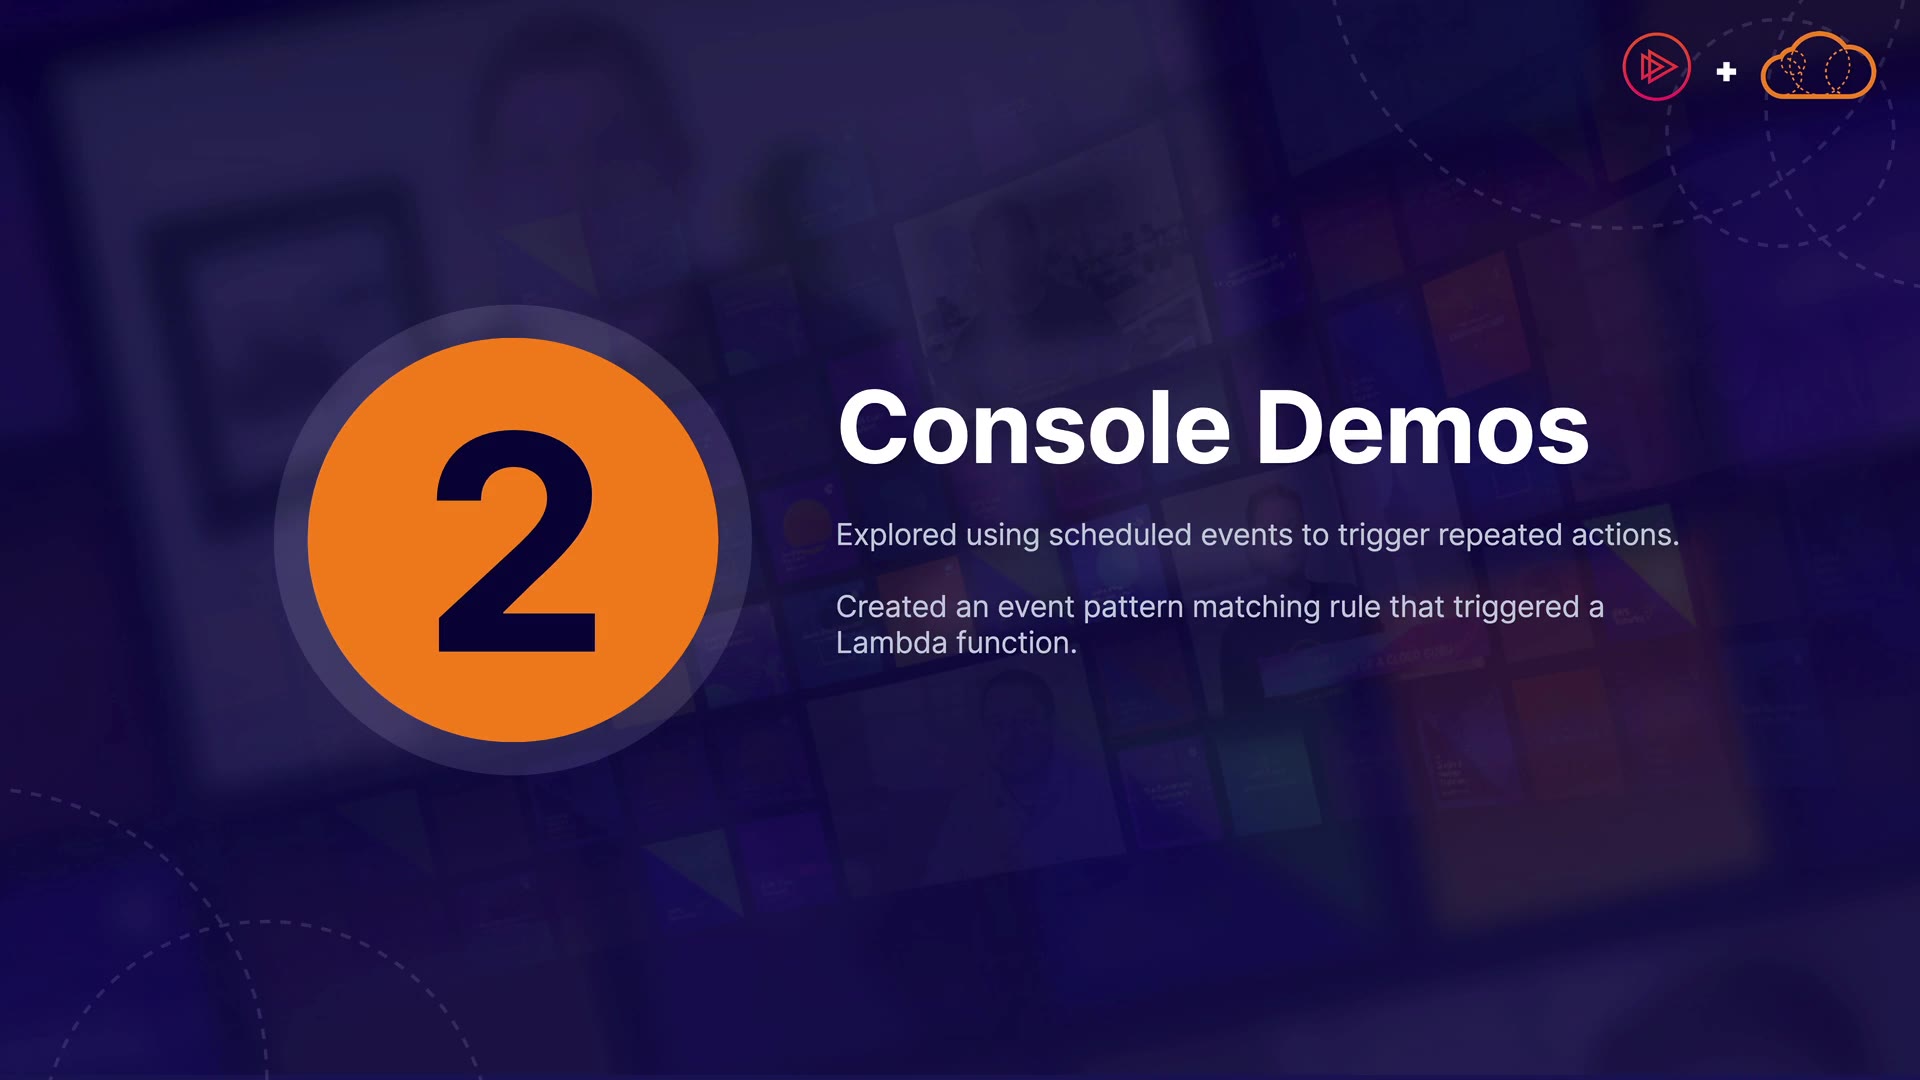 2
Console Demos
Explored using scheduled events to trigger repeated actions.
Created an event pattern matching rule that triggered a
Lambda function.